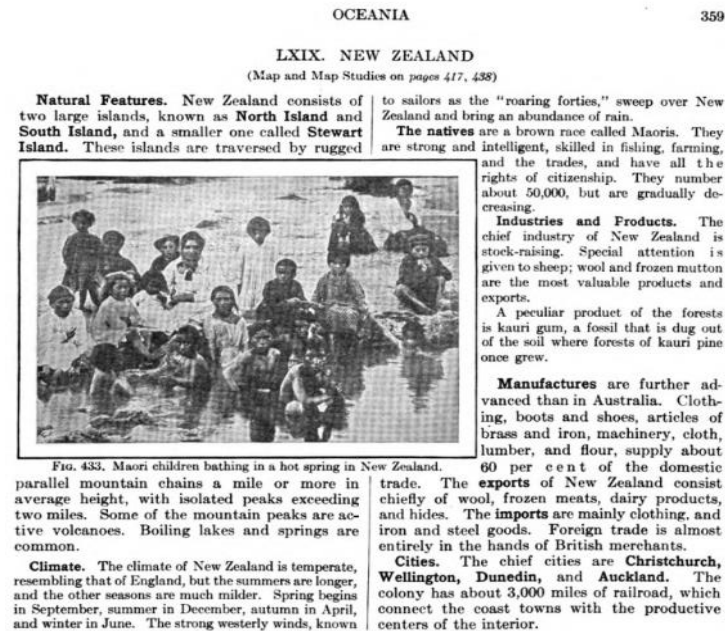 OCEANIA
359
LXIX. NEW ZEALAND
(Map and Map Studies on pages 417, 438)
Natural Features. New Zealand consists of
two large islands, known as North Island and
South Island, and a smaller one called Stewart
Island. These islands are traversed by rugged
FIG. 433. Maori children bathing in a hot spring in New Zealand.
parallel mountain chains a mile or more in
average height, with isolated peaks exceeding
two miles. Some of the mountain peaks are ac-
tive volcanoes. Boiling lakes and springs are
common.
Climate. The climate of New Zealand is temperate,
resembling that of England, but the summers are longer,
and the other seasons are much milder. Spring begins
in September, summer in December, autumn in April,
and winter in June. The strong westerly winds, known
to sailors as the "roaring forties," sweep over New
Zealand and bring an abundance of rain.
The natives are a brown race called Maoris. They
are strong and intelligent, skilled in fishing, farming,
and the trades, and have all the
rights of citizenship. They number
about 50,000, but are gradually de-
creasing.
Industries and Products. The
chief industry of New Zealand is
stock-raising. Special attention is
given to sheep; wool and frozen mutton
are the most valuable products and
exports.
A peculiar product of the forests
is kauri gum, a fossil that is dug out
of the soil where forests of kauri pine
once grew.
Manufactures are further ad-
vanced than in Australia. Cloth-
ing, boots and shoes, articles of
brass and iron, machinery, cloth,
lumber, and flour, supply about
60 per cent of the domestic
trade. The exports of New Zealand consist
chiefly of wool, frozen meats, dairy products,
and hides. The imports are mainly clothing, and
iron and steel goods. Foreign trade is almost
entirely in the hands of British merchants.
Cities. The chief cities are Christchurch,
Wellington, Dunedin, and Auckland. The
colony has about 3,000 miles of railroad, which
connect the coast towns with the productive
centers of the interior.